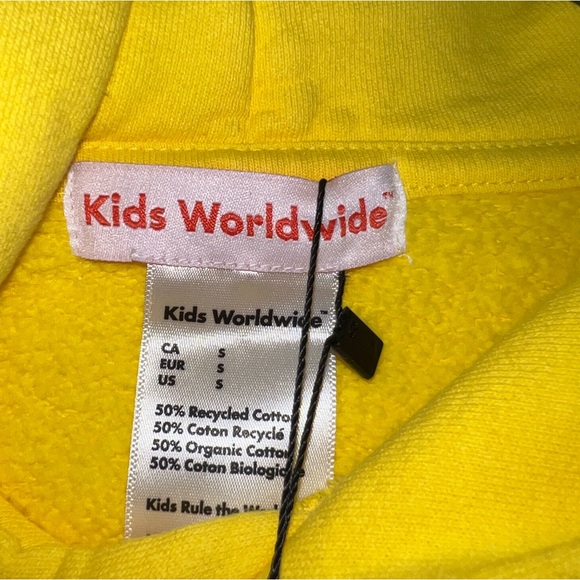 Kids Worldwide™
Kids Worldwide™
CA S
EUR S
US S
50% Recycled Cotto
50% Coton Recyclé
50% Organic Cotton
50% Coton Biologique
Kids Rule the